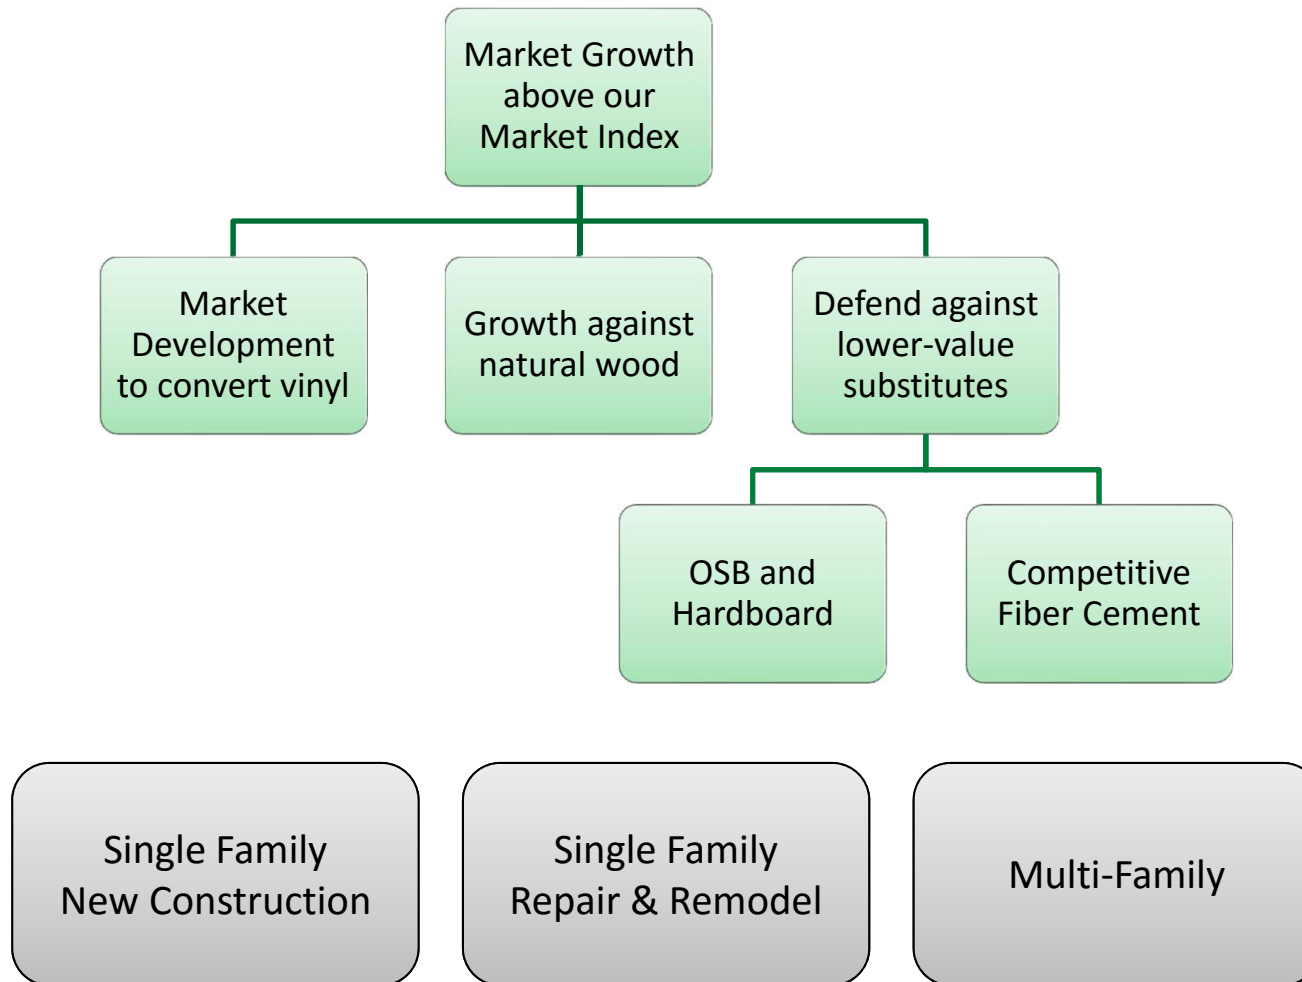 Market Growth
above our
Market Index
Market
Development
to convert vinyl
Growth against
natural wood
Defend against
lower-value
substitutes
OSB and
Hardboard
Competitive
Fiber Cement
Single Family
New Construction
Single Family
Repair & Remodel
Multi-Family